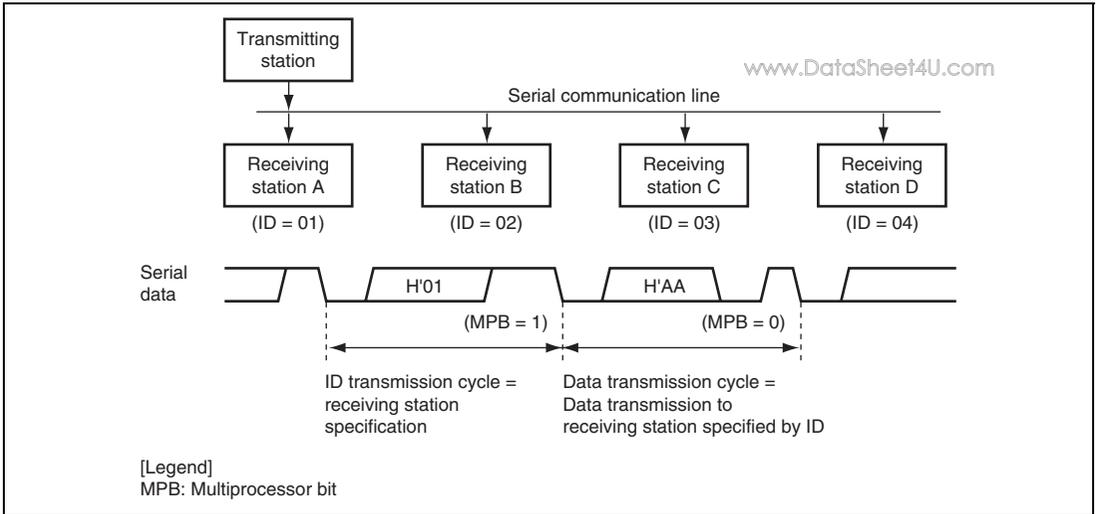 Transmitting
station
www.DataSheet4U.com
Serial communication line
Receiving
station A
Receiving
station B
Receiving
station C
Receiving
station D
(ID = 01)
(ID = 02)
(ID = 03)
(ID = 04)
Serial
data
H'01
H'AA
(MPB = 1)
(MPB = 0)
ID transmission cycle =
receiving station
specification
Data transmission cycle =
Data transmission to
receiving station specified by ID
[Legend]
MPB: Multiprocessor bit